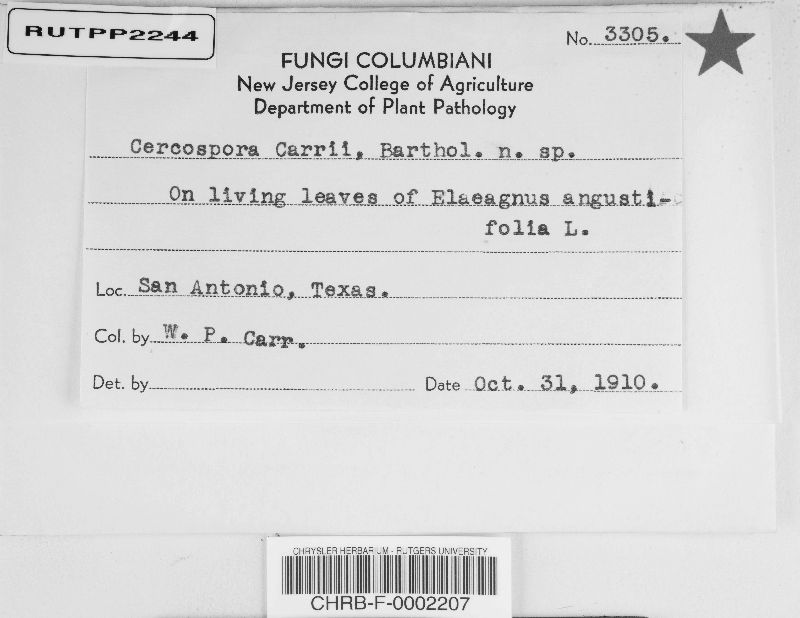 RUTPP2244
No. 3305.
FUNGI COLUMBIANI
New Jersey College of Agriculture
Department of Plant Pathology
Cercospora Carrii, Barthol. n. sp.
On living leaves of Elaeagnus angusti-
folia L.
Loc. San Antonio, Texas.
Col. by W. P. Carr.
Det. by
Date Oct. 31, 1910.
CHRYSLER HERBARIUM - RUTGERS UNIVERSITY
CHRB-F-0002207